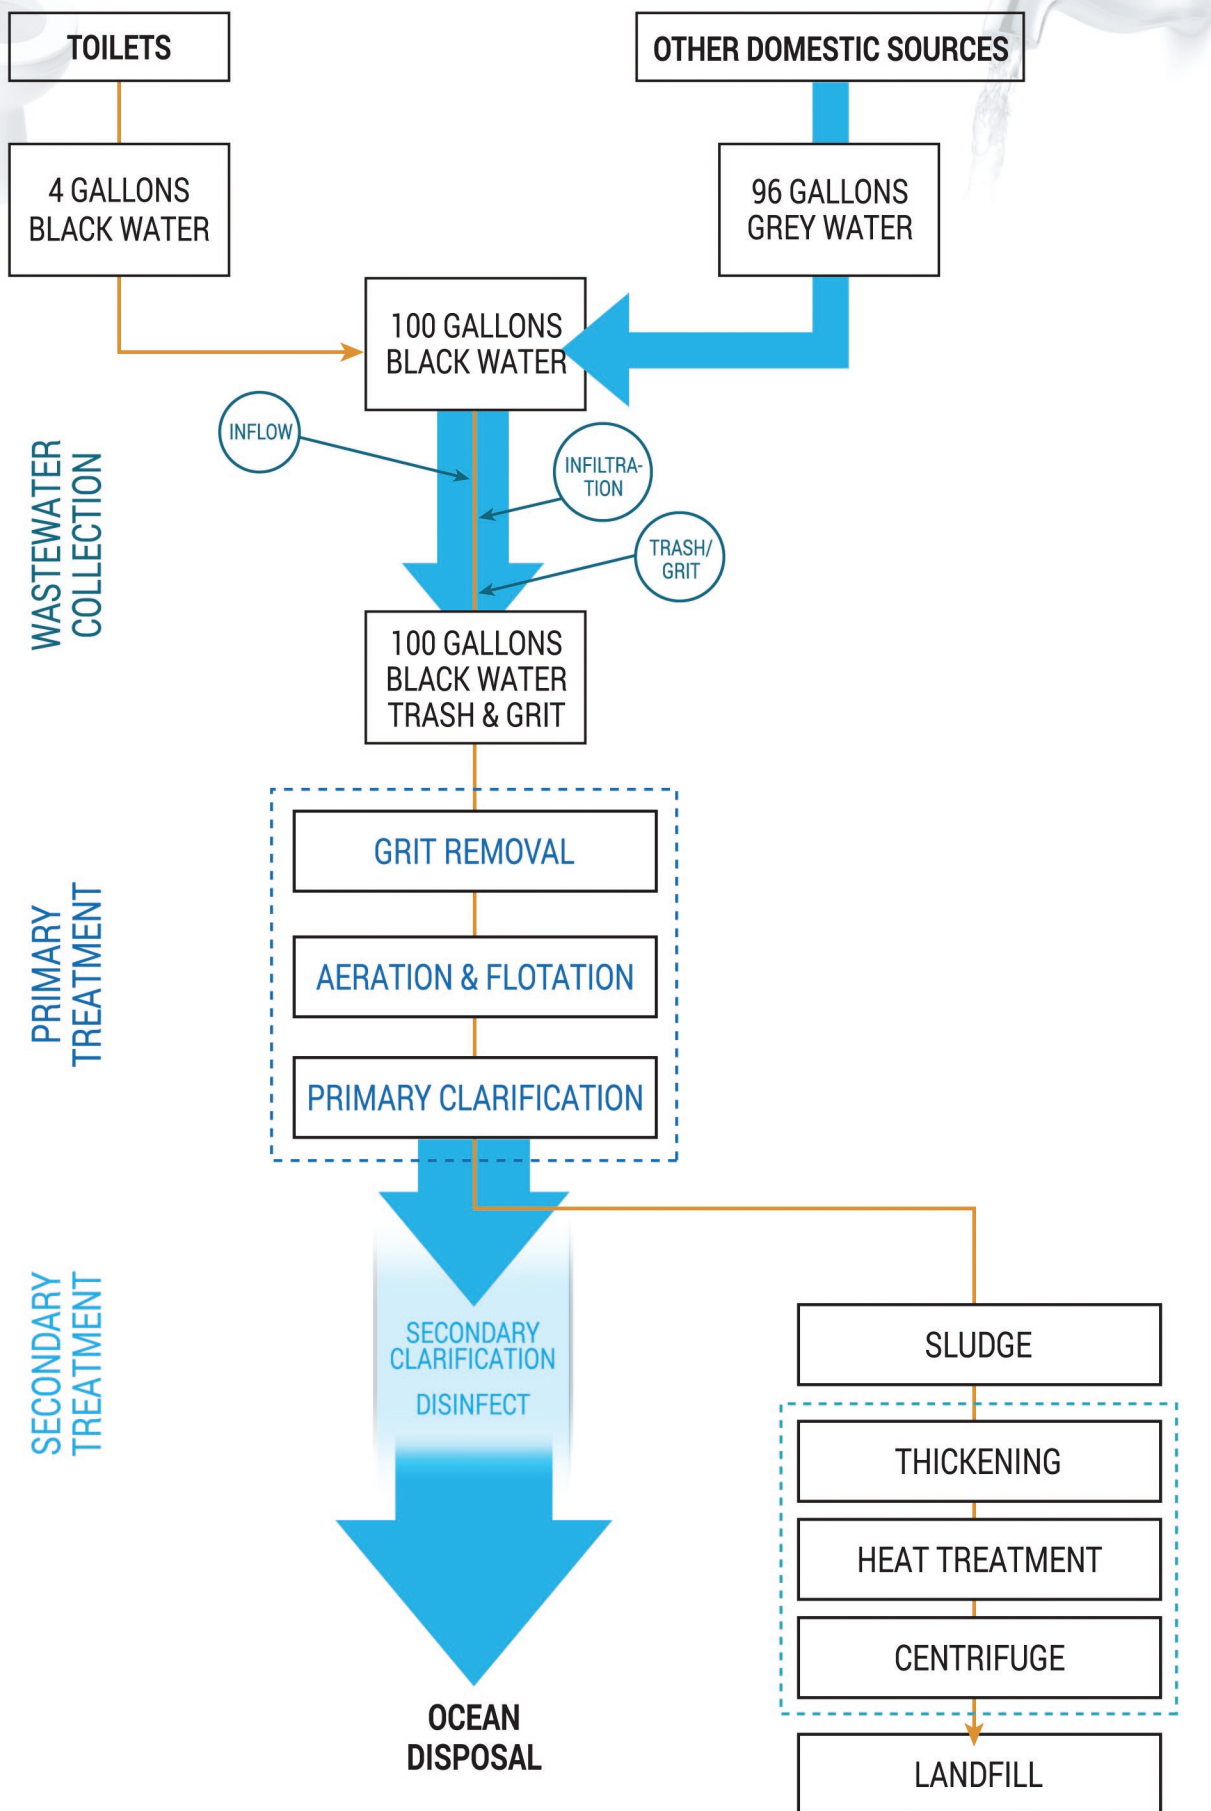 TOILETS
OTHER DOMESTIC SOURCES
4 GALLONS
BLACK WATER
96 GALLONS
GREY WATER
100 GALLONS
BLACK WATER
INFLOW
INFILTRA-
TION
TRASH/
GRIT
WASTEWATER
COLLECTION
100 GALLONS
BLACK WATER
TRASH & GRIT
PRIMARY
TREATMENT
GRIT REMOVAL
AERATION & FLOTATION
PRIMARY CLARIFICATION
SECONDARY
TREATMENT
SECONDARY
CLARIFICATION
DISINFECT
OCEAN
DISPOSAL
SLUDGE
THICKENING
HEAT TREATMENT
CENTRIFUGE
LANDFILL